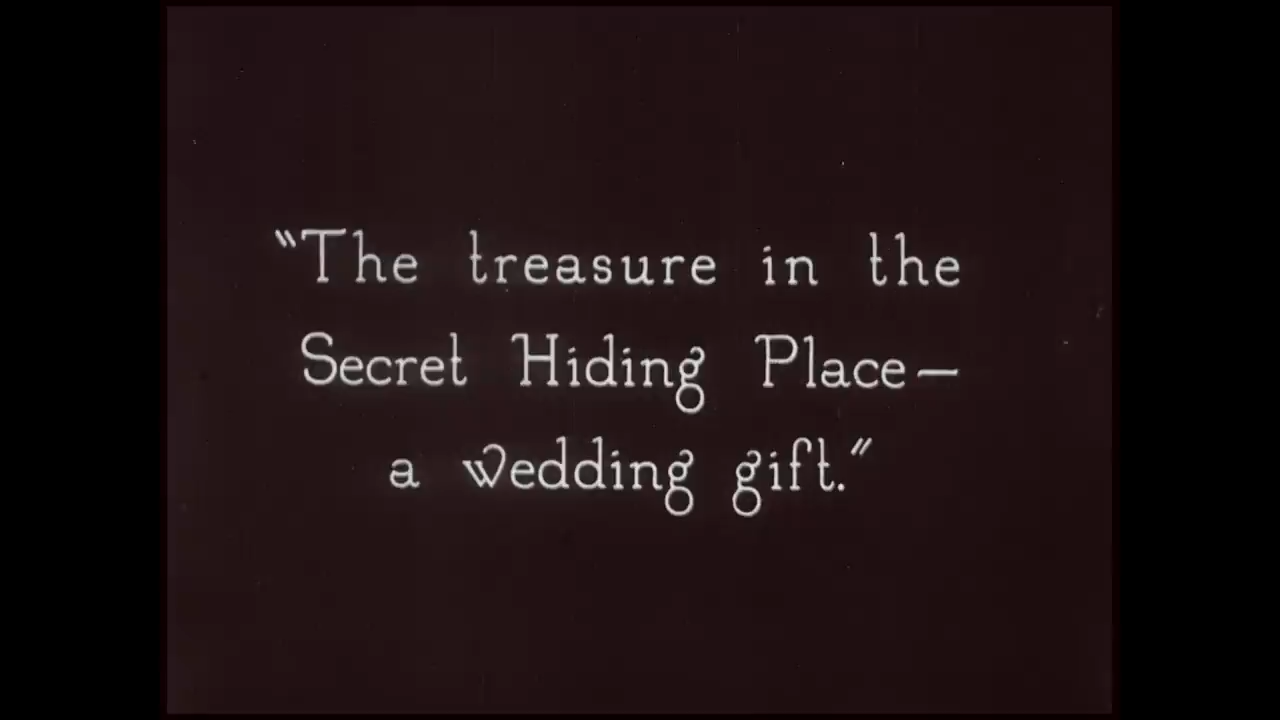 "The treasure in the
Secret Hiding Place—
a wedding gift."